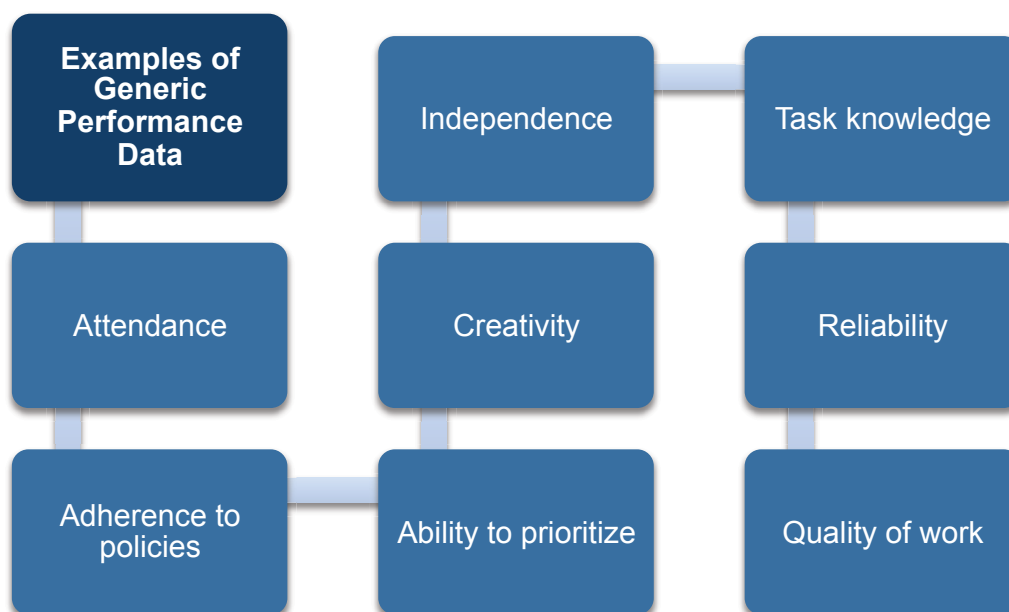 Examples of
Generic
Performance
Data
Attendance
Adherence to
policies
Ability to prioritize
Creativity
Independence
Task knowledge
Reliability
Quality of work